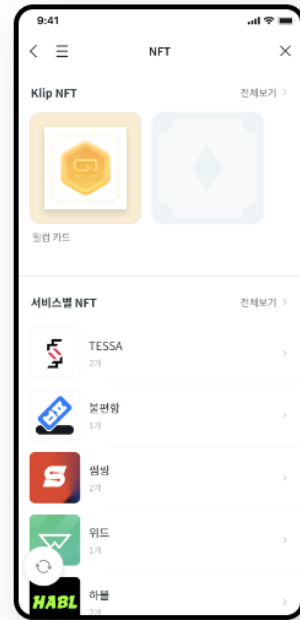 9:41
NFT
Klip NFT
전체보기
웰컴 카드
서비스별 NFT
전체보기
TESSA
2개
불편함
1개
썸씽
2개
위드
1개
HABL
하블
2개